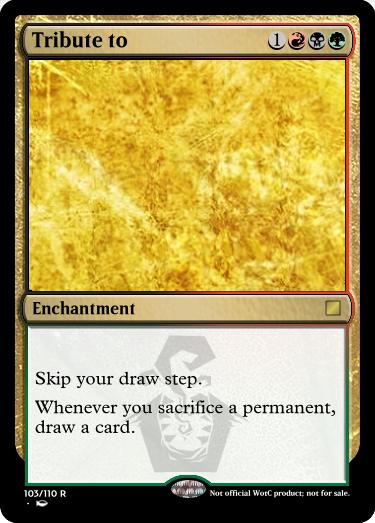 Tribute to
1
Enchantment
Skip your draw step.
Whenever you sacrifice a permanent,
draw a card.
103/110 R
Not official WotC product; not for sale.